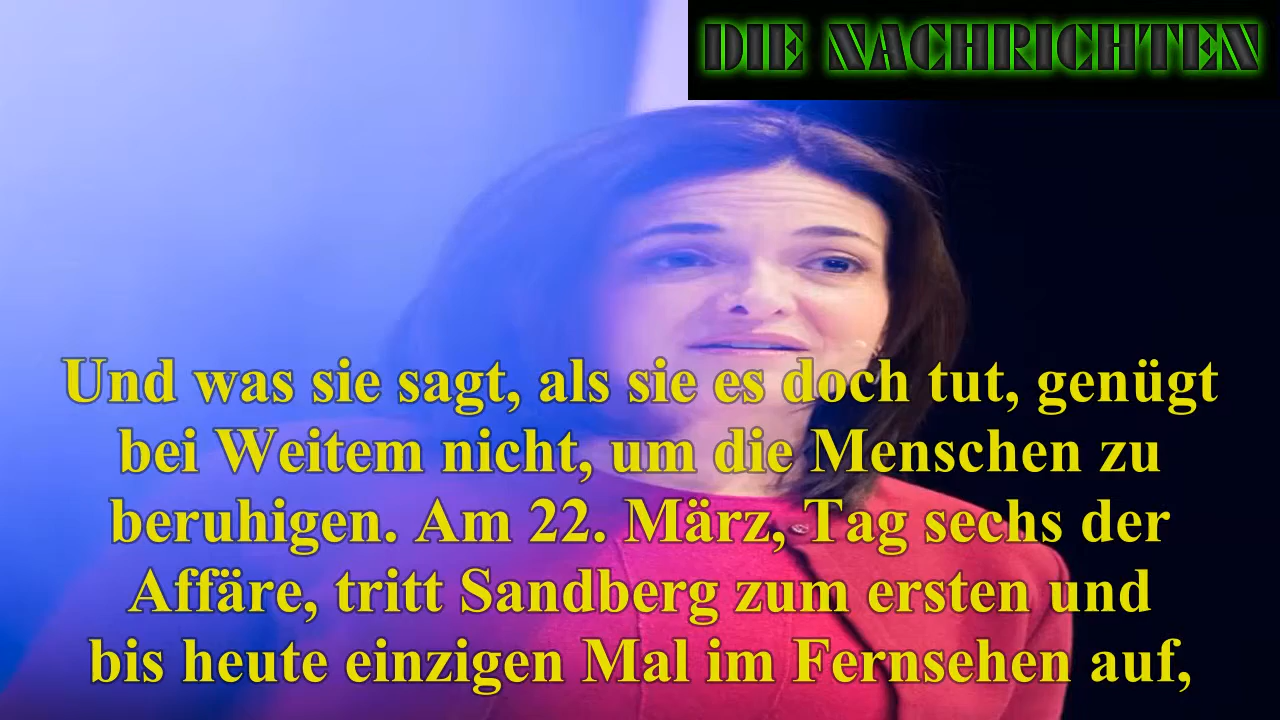 DIE NACHRICHTEN
Und was sie sagt, als sie es doch tut, genügt
bei Weitem nicht, um die Menschen zu
beruhigen. Am 22. März, Tag sechs der
Affäre, tritt Sandberg zum ersten und
bis heute einzigen Mal im Fernsehen auf,